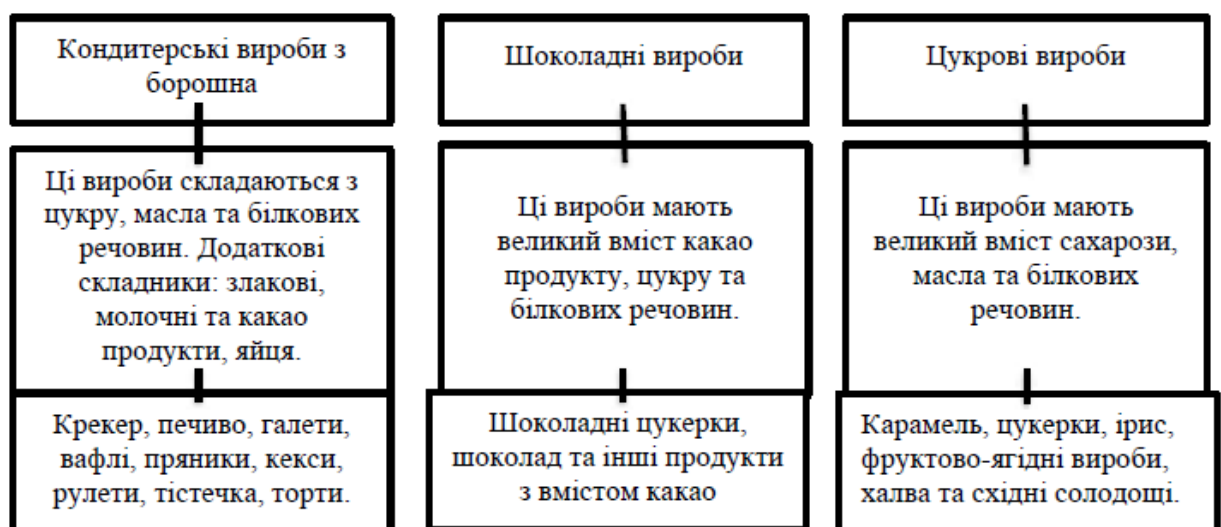 Кондитерські вироби з
борошна
Ці вироби складаються з
цукру, масла та білкових
речовин. Додаткові
складники: злакові,
молочні та какао
продукти, яйця.
Крекер, печиво, галети,
вафлі, пряники, кекси,
рулети, тістечка, торти.
Шоколадні вироби
Ці вироби мають
великий вміст какао
продукту, цукру та
білкових речовин.
Шоколадні цукерки,
шоколад та інші продукти
з вмістом какао
Цукрові вироби
Ці вироби мають
великий вміст сахарози,
масла та білкових
речовин.
Карамель, цукерки, ірис,
фруктово-ягідні вироби,
халва та східні солодощі.